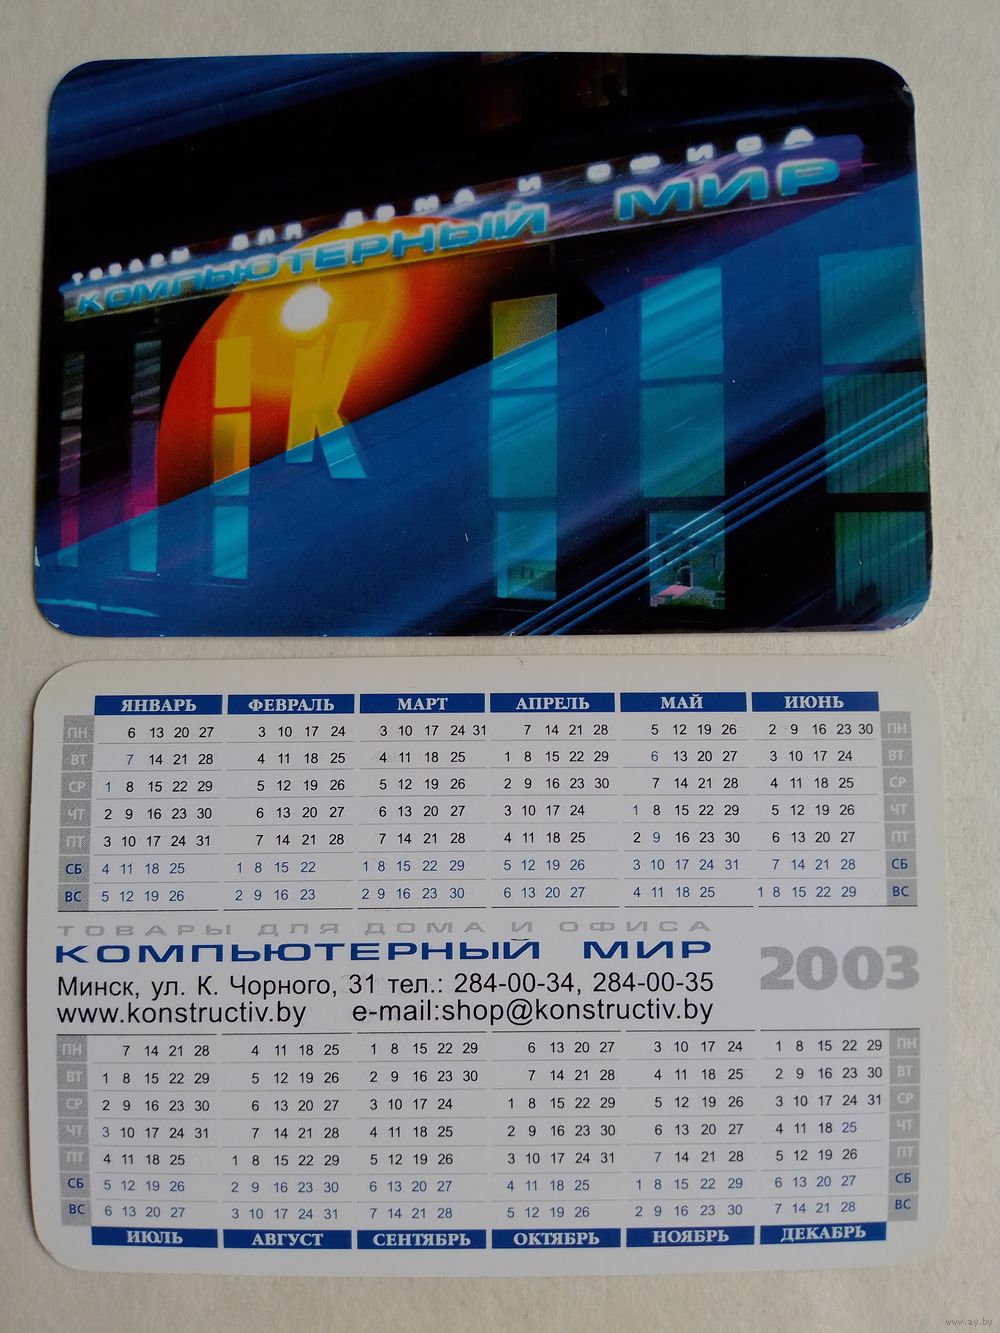 ТОВАРЫ ДЛЯ ДОМА И ОФИСА
КОМПЬЮТЕРНЫЙ МИР
К
ЯНВАРЬ ФЕВРАЛЬ МАРТ АПРЕЛЬ МАЙ ИЮНЬ
ПН 6 13 20 27 3 10 17 24 3 10 17 24 31 7 14 21 28 5 12 19 26 2 9 16 23 30 ПН
ВТ 7 14 21 28 4 11 18 25 4 11 18 25 1 8 15 22 29 6 13 20 27 3 10 17 24 ВТ
СР 1 8 15 22 29 5 12 19 26 5 12 19 26 2 9 16 23 30 7 14 21 28 4 11 18 25 СР
ЧТ 2 9 16 23 30 6 13 20 27 6 13 20 27 3 10 17 24 1 8 15 22 29 5 12 19 26 ЧТ
ПТ 3 10 17 24 31 7 14 21 28 7 14 21 28 4 11 18 25 2 9 16 23 30 6 13 20 27 ПТ
СБ 4 11 18 25 1 8 15 22 1 8 15 22 29 5 12 19 26 3 10 17 24 31 7 14 21 28 СБ
ВС 5 12 19 26 2 9 16 23 2 9 16 23 30 6 13 20 27 4 11 18 25 1 8 15 22 29 ВС
ТОВАРЫ ДЛЯ ДОМА И ОФИСА
КОМПЬЮТЕРНЫЙ МИР 2003
Минск, ул. К. Чорного, 31 тел.: 284-00-34, 284-00-35
www.konstructiv.by e-mail:shop@konstructiv.by
ПН 7 14 21 28 4 11 18 25 1 8 15 22 29 6 13 20 27 3 10 17 24 1 8 15 22 29 ПН
ВТ 1 8 15 22 29 5 12 19 26 2 9 16 23 30 7 14 21 28 4 11 18 25 2 9 16 23 30 ВТ
СР 2 9 16 23 30 6 13 20 27 3 10 17 24 1 8 15 22 29 5 12 19 26 3 10 17 24 31 СР
ЧТ 3 10 17 24 31 7 14 21 28 4 11 18 25 2 9 16 23 30 6 13 20 27 4 11 18 25 ЧТ
ПТ 4 11 18 25 1 8 15 22 29 5 12 19 26 3 10 17 24 31 7 14 21 28 5 12 19 26 ПТ
СБ 5 12 19 26 2 9 16 23 30 6 13 20 27 4 11 18 25 1 8 15 22 29 6 13 20 27 СБ
ВС 6 13 20 27 3 10 17 24 31 7 14 21 28 5 12 19 26 2 9 16 23 30 7 14 21 28 ВС
ИЮЛЬ АВГУСТ СЕНТЯБРЬ ОКТЯБРЬ НОЯБРЬ ДЕКАБРЬ
www.ay.by